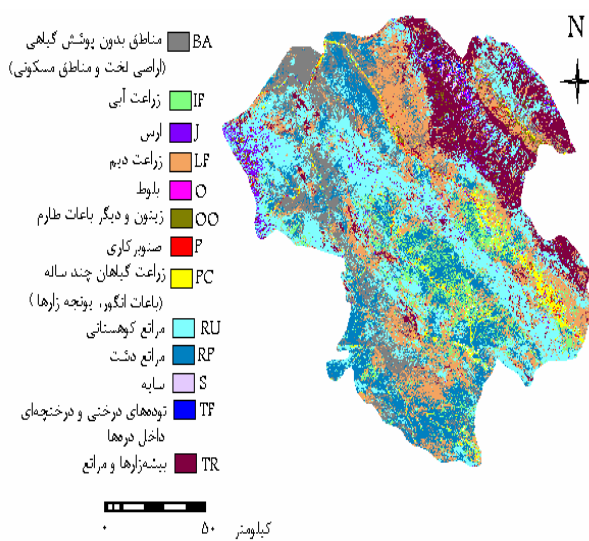 N
مناطق بدون پوشش گیاهی BA
(اراضی لخت و مناطق مسکونی)
زراعت آبی IF
ارس J
زراعت دیم LF
بلوط O
زیتون و دیگر باغات طارم OO
صنوبرکاری P
زراعت گیاهان چند ساله PC
(باغات انگور، یونجه زارها)
مراتع کوهستانی RU
مراتع دشت RP
سایه S
توده‌های درختی و درختچه‌ای TF
داخل دره‌ها
بیشه‌زارها و مراتع TR
۰ ۵۰ کیلومتر